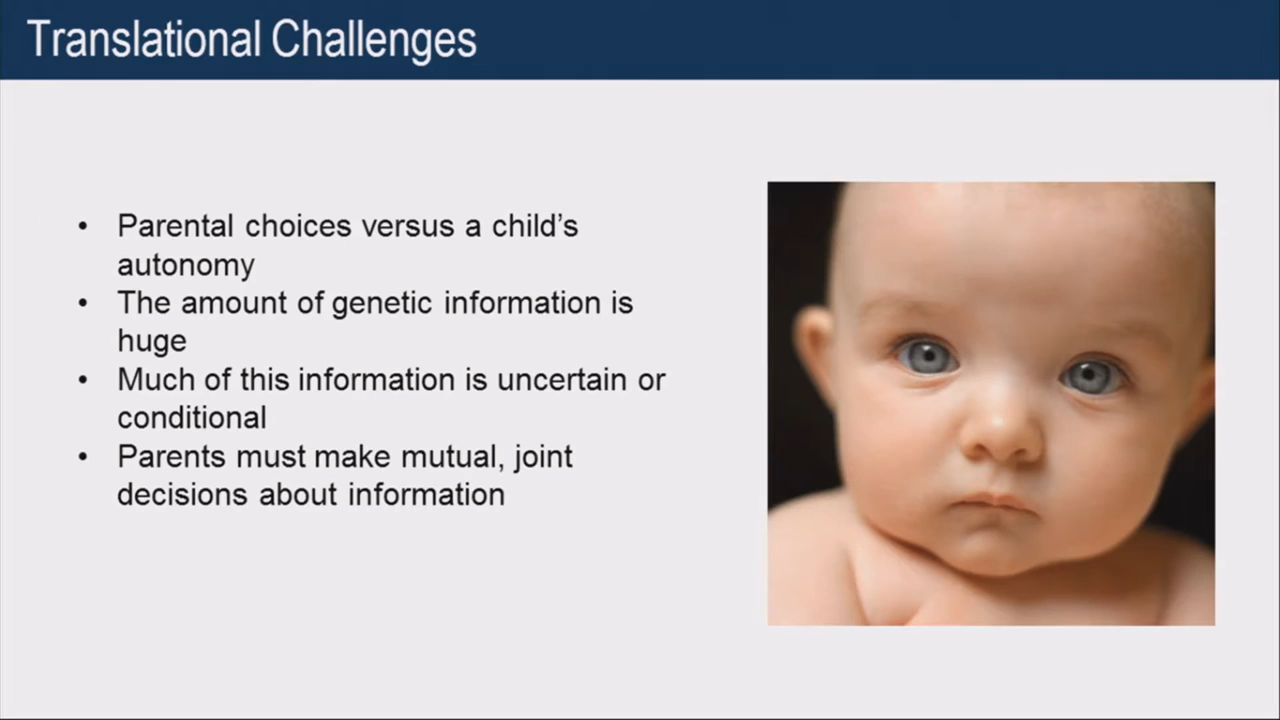 Translational Challenges
• Parental choices versus a child’s
autonomy
• The amount of genetic information is
huge
• Much of this information is uncertain or
conditional
• Parents must make mutual, joint
decisions about information